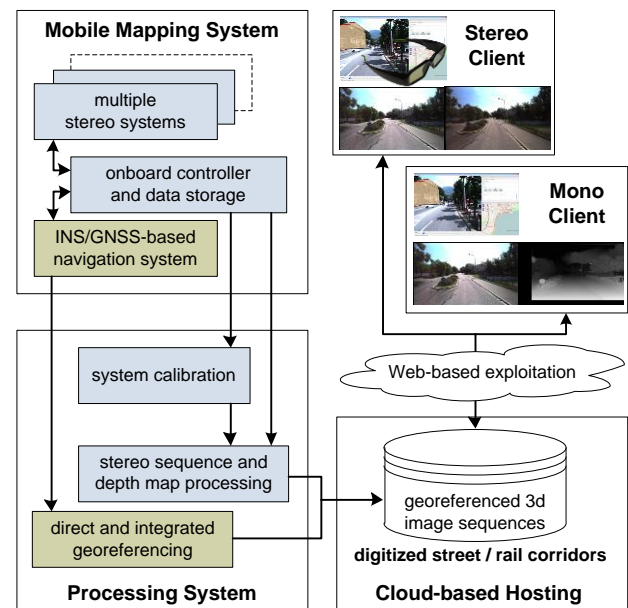 Mobile Mapping System
multiple
stereo systems
onboard controller
and data storage
INS/GNSS-based
navigation system
system calibration
stereo sequence and
depth map processing
direct and integrated
georeferencing
Processing System
Stereo
Client
Mono
Client
Web-based exploitation
georeferenced 3d
image sequences
digitized street / rail corridors
Cloud-based Hosting